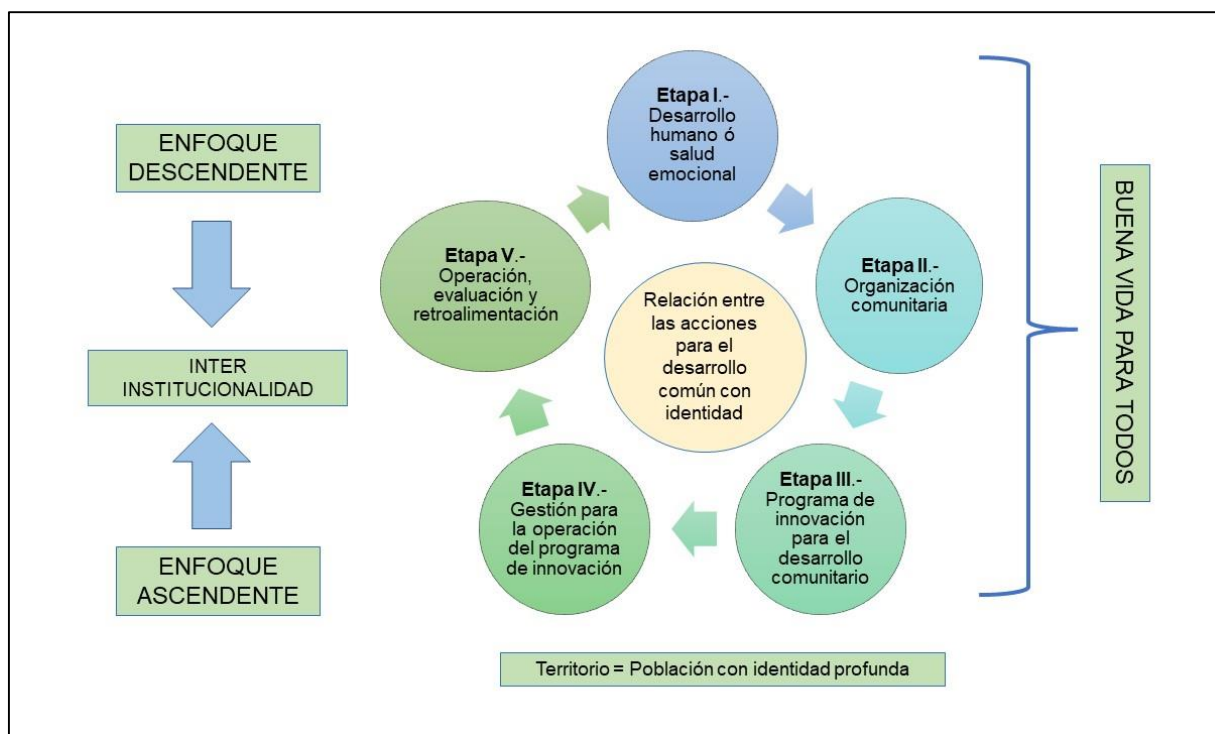 ENFOQUE
DESCENDENTE
INTER
INSTITUCIONALIDAD
ENFOQUE
ASCENDENTE
Etapa I.-
Desarrollo
humano ó
salud
emocional
Etapa II.-
Organización
comunitaria
Etapa III.-
Programa de
innovación
para el
desarrollo
comunitario
Etapa IV.-
Gestión para
la operación
del programa
de innovación
Etapa V.-
Operación,
evaluación y
retroalimentación
Relación entre
las acciones
para el
desarrollo
común con
identidad
Territorio = Población con identidad profunda
BUENA VIDA PARA TODOS